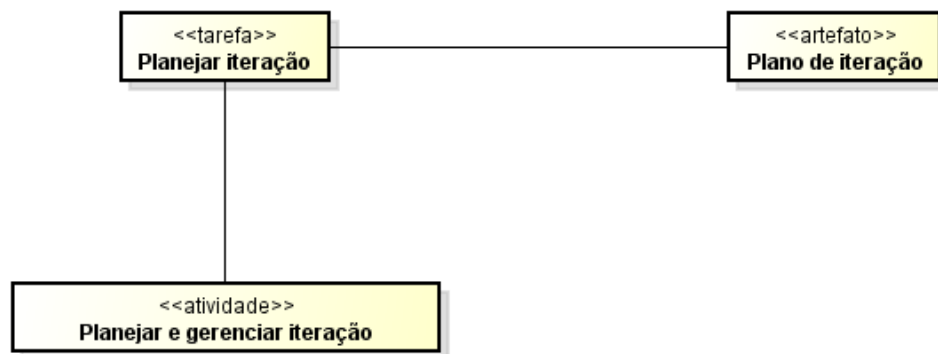 <<tarefa>>
Planejar iteração
<<artefato>>
Plano de iteração
<<atividade>>
Planejar e gerenciar iteração